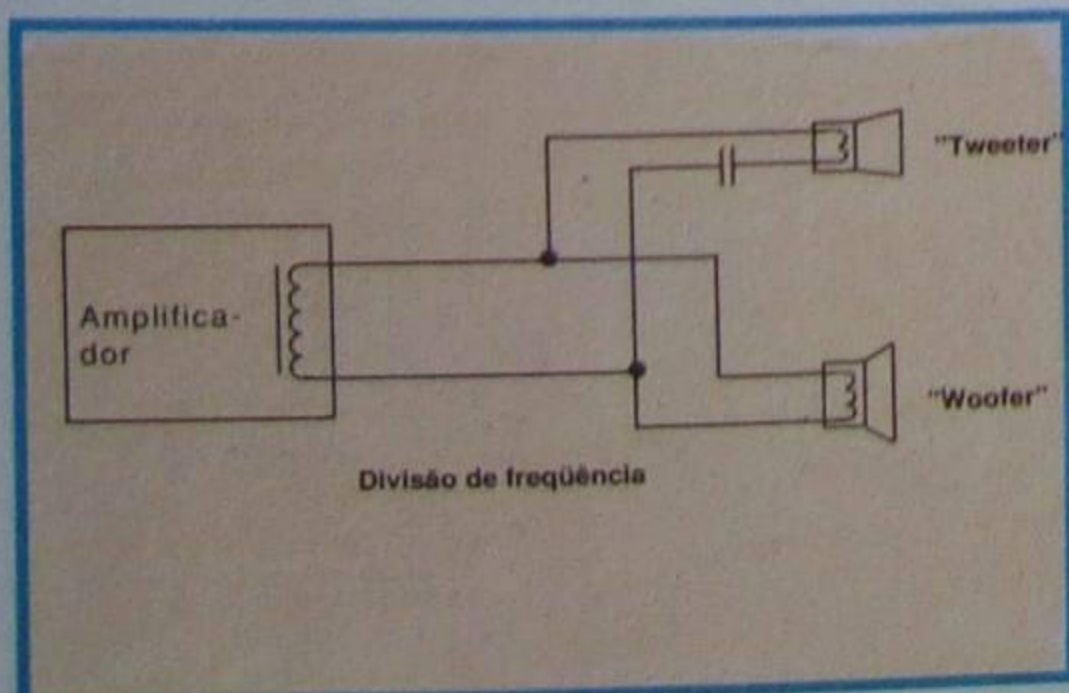 "Tweeter"
Amplifica-
dor
"Woofer"
Divisão de freqüência